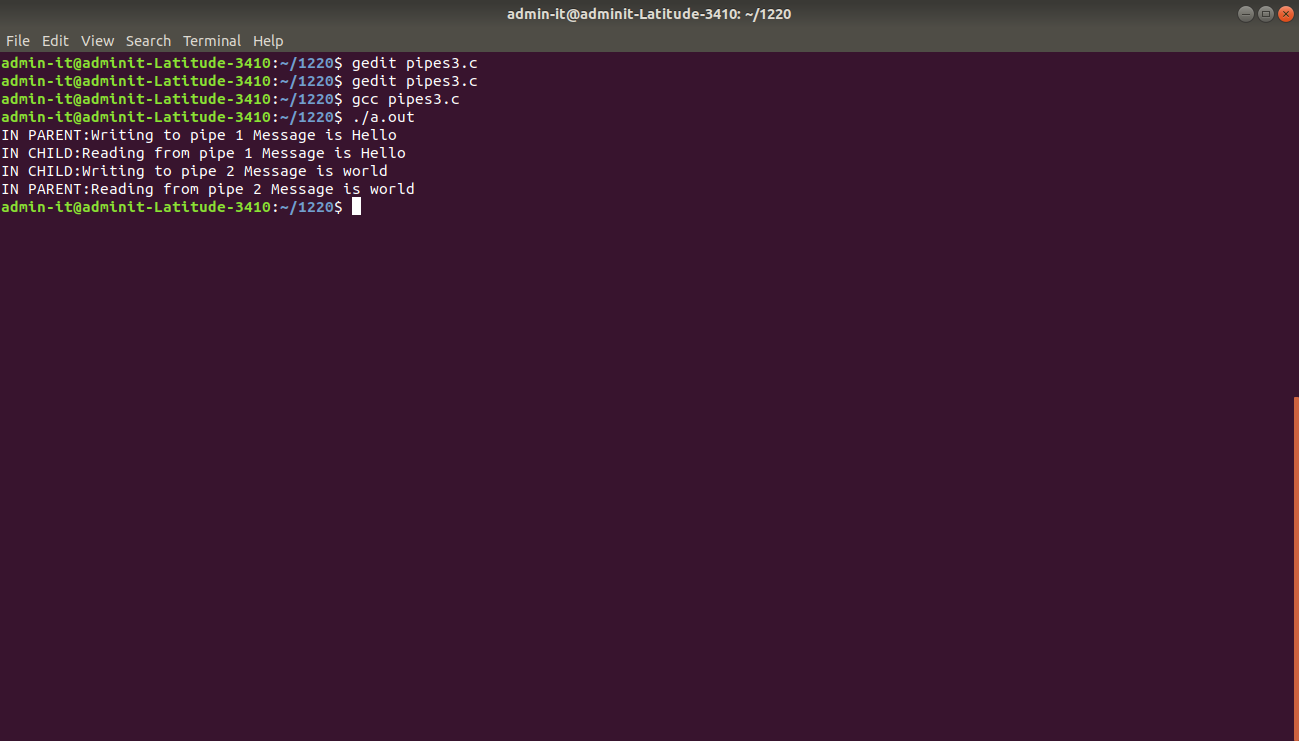 admin-it@adminit-Latitude-3410: ~/1220
File Edit View Search Terminal Help
admin-it@adminit-Latitude-3410:~/1220$ gedit pipes3.c
admin-it@adminit-Latitude-3410:~/1220$ gedit pipes3.c
admin-it@adminit-Latitude-3410:~/1220$ gcc pipes3.c
admin-it@adminit-Latitude-3410:~/1220$ ./a.out
IN PARENT:Writing to pipe 1 Message is Hello
IN CHILD:Reading from pipe 1 Message is Hello
IN CHILD:Writing to pipe 2 Message is world
IN PARENT:Reading from pipe 2 Message is world
admin-it@adminit-Latitude-3410:~/1220$